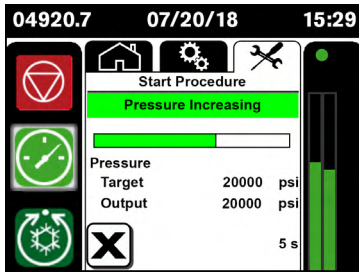 04920.7 07/20/18 15:29
Start Procedure
Pressure Increasing
Pressure
Target 20000 psi
Output 20000 psi
X
5 s